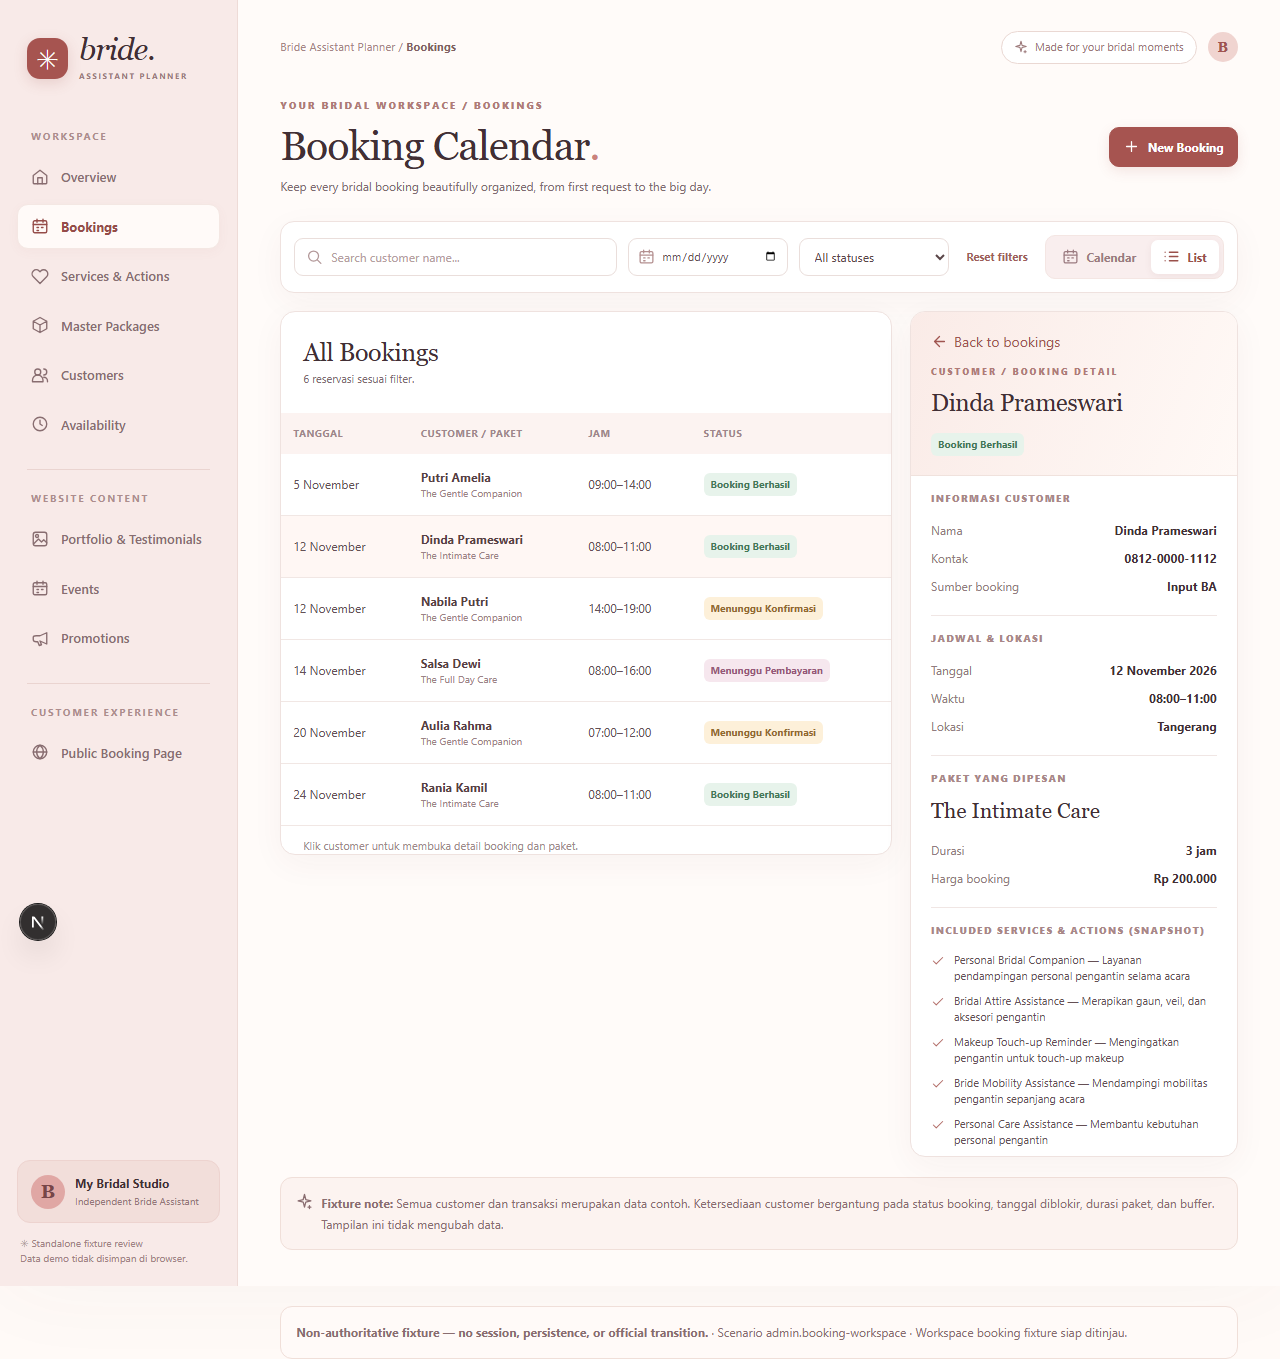 bride.
ASSISTANT PLANNER
WORKSPACE
Overview
Bookings
Services & Actions
Master Packages
Customers
Availability
WEBSITE CONTENT
Portfolio & Testimonials
Events
Promotions
CUSTOMER EXPERIENCE
Public Booking Page
N
B
My Bridal Studio
Independent Bride Assistant
✳ Standalone fixture review
Data demo tidak disimpan di browser.
Bride Assistant Planner / Bookings
Made for your bridal moments
B
YOUR BRIDAL WORKSPACE / BOOKINGS
Booking Calendar.
Keep every bridal booking beautifully organized, from first request to the big day.
New Booking
Search customer name...
mm/dd/yyyy
All statuses
Reset filters
Calendar
List
All Bookings
6 reservasi sesuai filter.
TANGGAL CUSTOMER / PAKET JAM STATUS
5 November Putri Amelia 09:00–14:00 Booking Berhasil
The Gentle Companion
12 November Dinda Prameswari 08:00–11:00 Booking Berhasil
The Intimate Care
12 November Nabila Putri 14:00–19:00 Menunggu Konfirmasi
The Gentle Companion
14 November Salsa Dewi 08:00–16:00 Menunggu Pembayaran
The Full Day Care
20 November Aulia Rahma 07:00–12:00 Menunggu Konfirmasi
The Gentle Companion
24 November Rania Kamil 08:00–11:00 Booking Berhasil
The Intimate Care
Klik customer untuk membuka detail booking dan paket.
Back to bookings
CUSTOMER / BOOKING DETAIL
Dinda Prameswari
Booking Berhasil
INFORMASI CUSTOMER
Nama Dinda Prameswari
Kontak 0812-0000-1112
Sumber booking Input BA
JADWAL & LOKASI
Tanggal 12 November 2026
Waktu 08:00–11:00
Lokasi Tangerang
PAKET YANG DIPESAN
The Intimate Care
Durasi 3 jam
Harga booking Rp 200.000
INCLUDED SERVICES & ACTIONS (SNAPSHOT)
Personal Bridal Companion — Layanan
pendampingan personal pengantin selama acara
Bridal Attire Assistance — Merapikan gaun, veil, dan
aksesori pengantin
Makeup Touch-up Reminder — Mengingatkan
pengantin untuk touch-up makeup
Bride Mobility Assistance — Mendampingi mobilitas
pengantin sepanjang acara
Personal Care Assistance — Membantu kebutuhan
personal pengantin
Fixture note: Semua customer dan transaksi merupakan data contoh. Ketersediaan customer bergantung pada status booking, tanggal diblokir, durasi paket, dan buffer.
Tampilan ini tidak mengubah data.
Non-authoritative fixture — no session, persistence, or official transition. · Scenario admin.booking-workspace · Workspace booking fixture siap ditinjau.